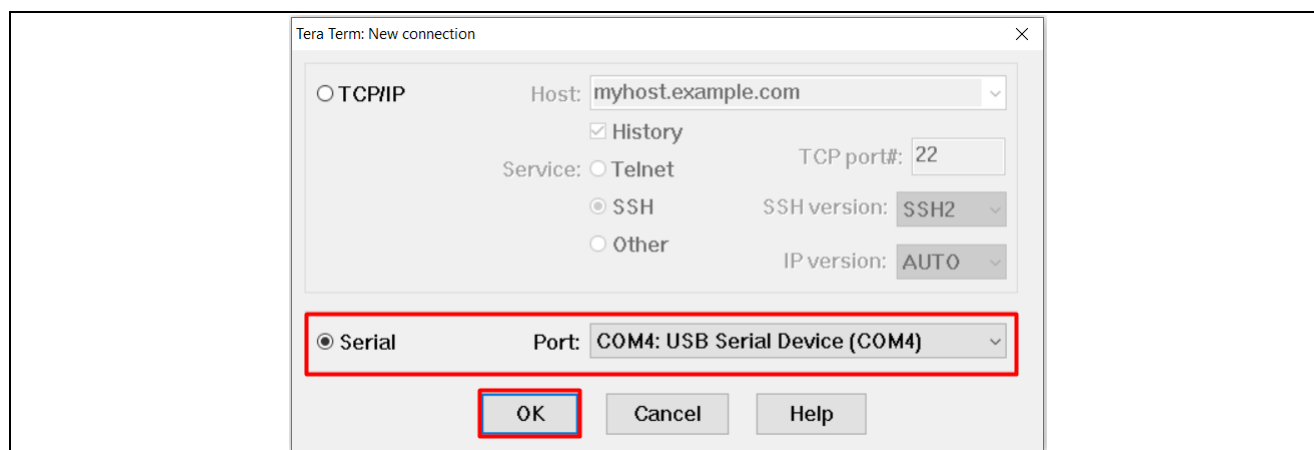 Tera Term: New connection
TCP/IP Host: myhost.example.com
History
Service: Telnet TCP port#: 22
SSH SSH version: SSH2
Other IP version: AUTO
Serial Port: COM4: USB Serial Device (COM4)
OK Cancel Help